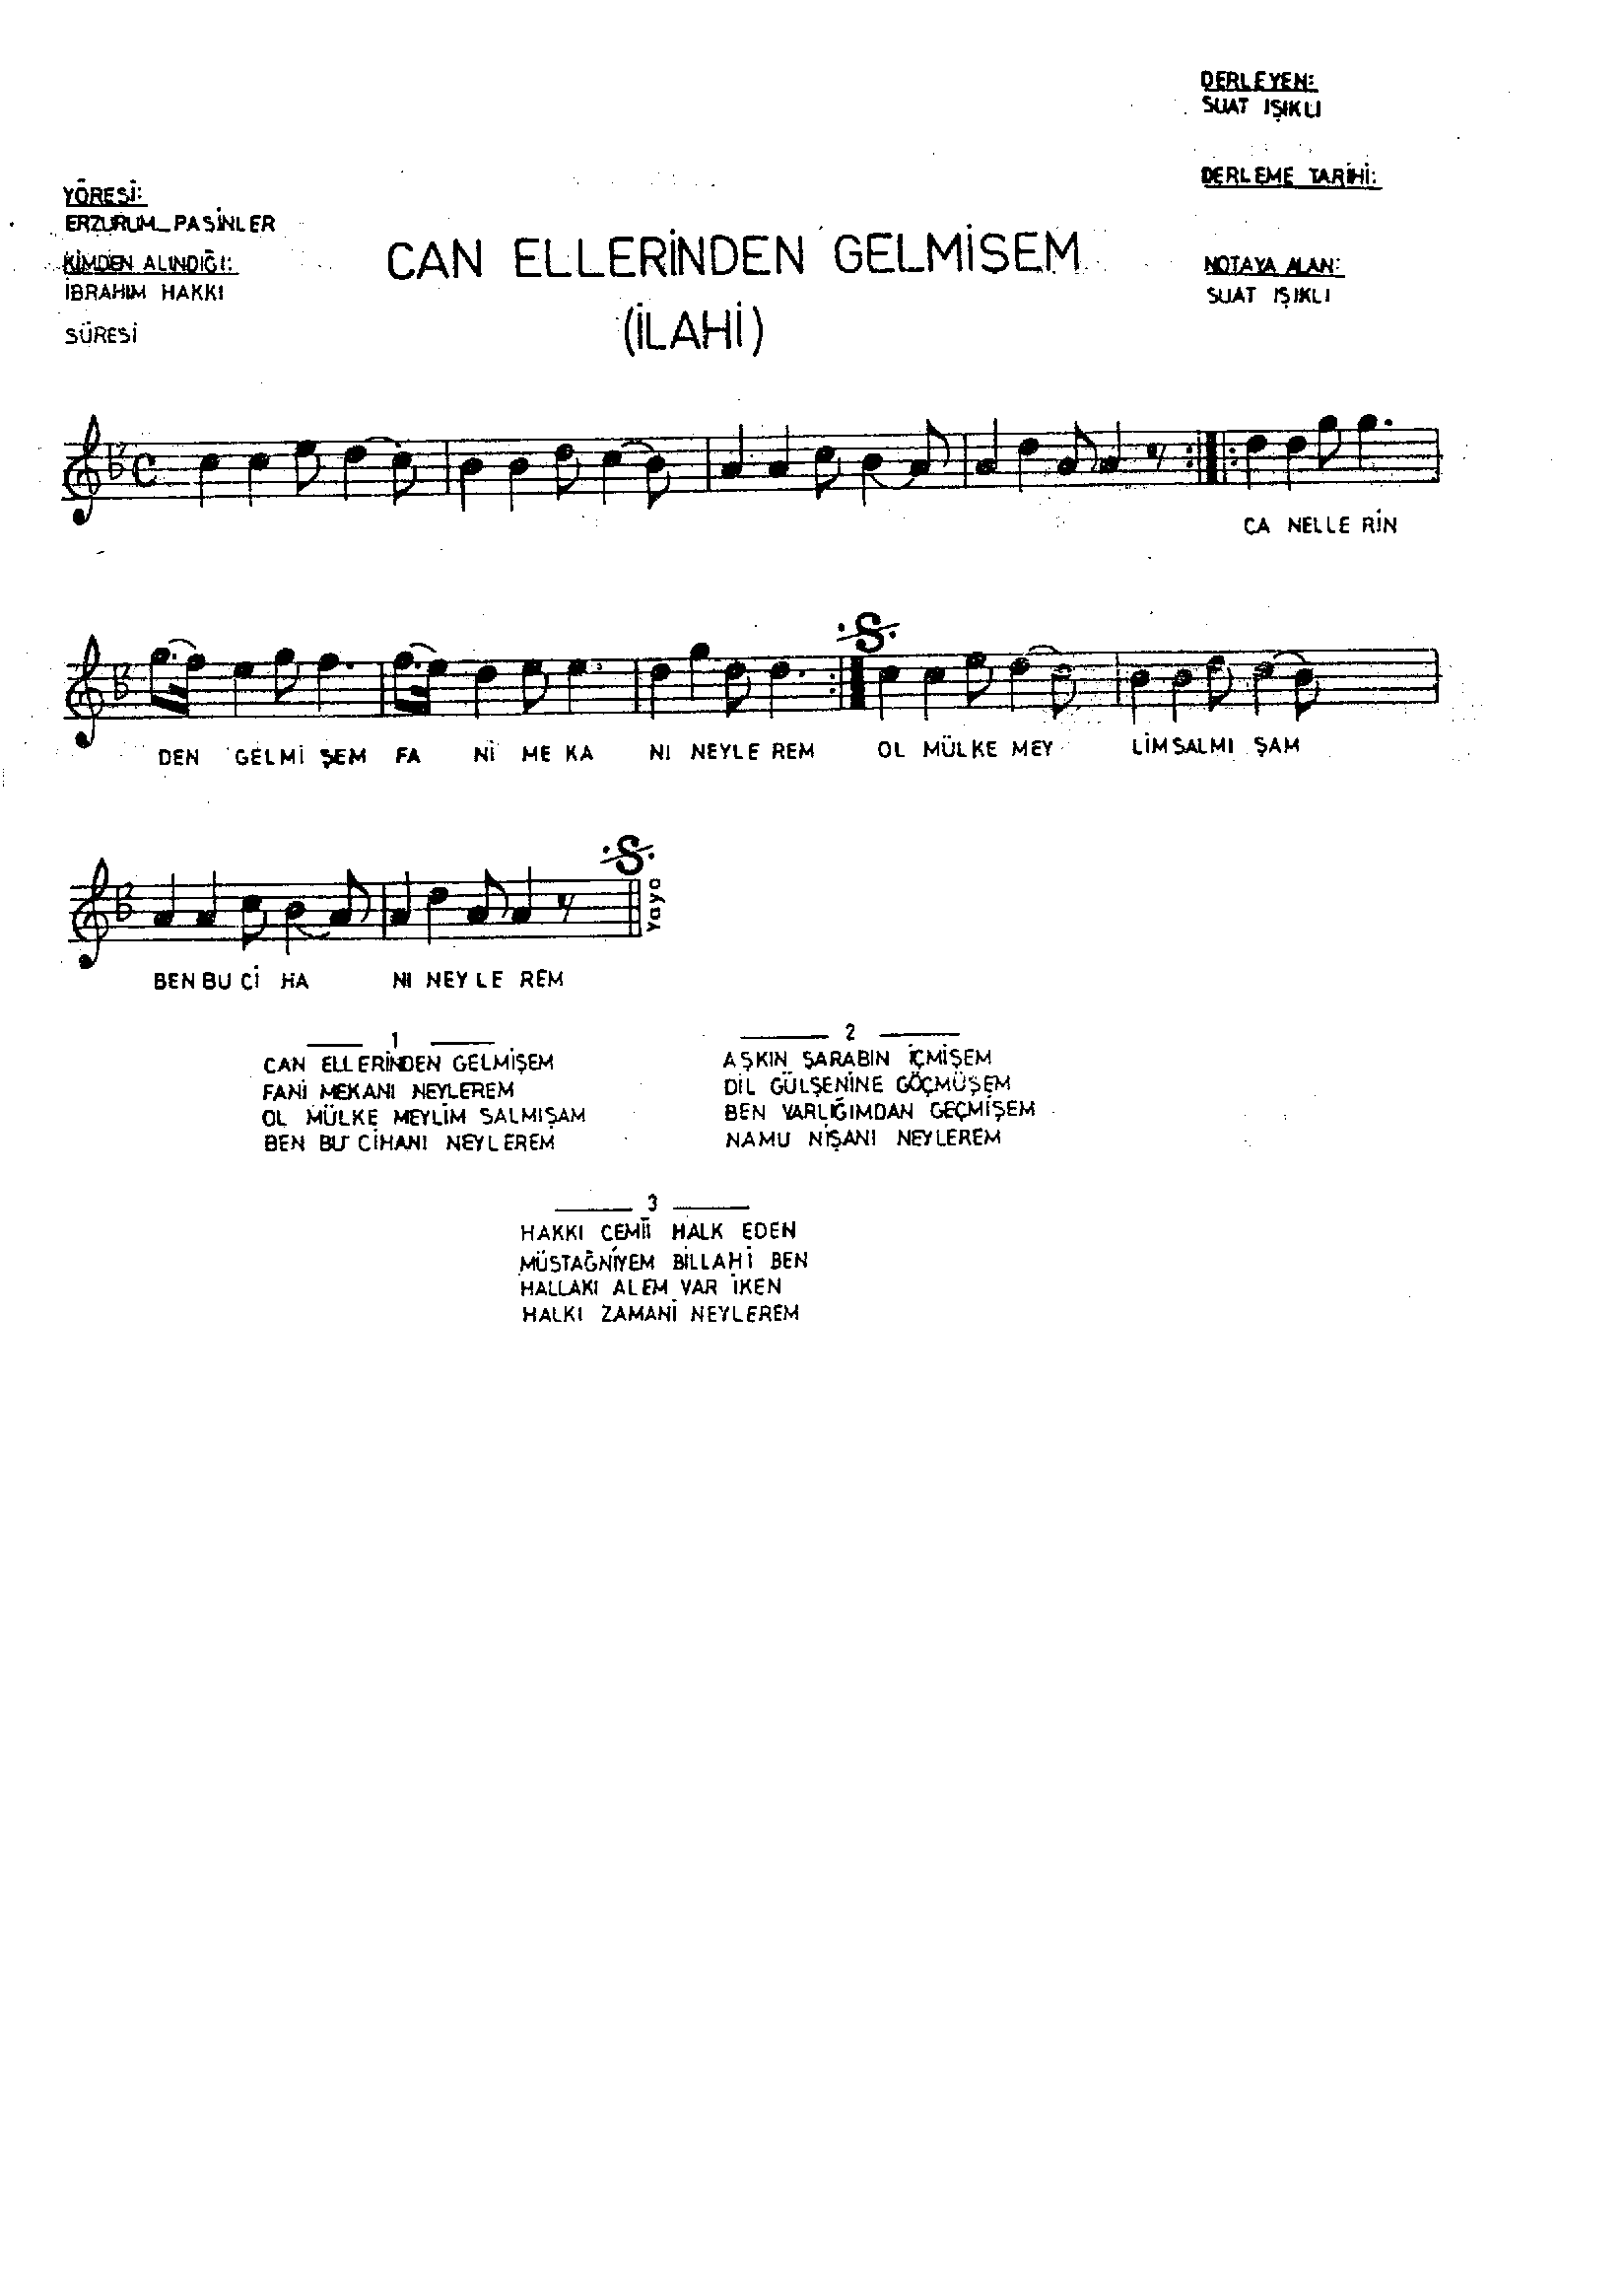 DERLEYEN:
SUAT IŞIKLI
DERLEME TARİHİ:
YÖRESİ:
ERZURUM_PASİNLER
KİMDEN ALINDIĞI:
İBRAHIM HAKKI
SÜRESİ
CAN ELLERİNDEN GELMİSEM
(İLAHİ)
NOTAYA ALAN:
SUAT IŞIKLI
CA NELLE RİN
DEN GELMİ ŞEM FA Nİ ME KA NI NEYLE REM OL MÜLKE MEY LİM SALMI ŞAM
BEN BU Cİ HA NI NEYLE REM
Yaya
1
CAN ELLERİNDEN GELMİŞEM
FANİ MEKANI NEYLEREM
OL MÜLKE MEYLİM SALMIŞAM
BEN BU CİHANI NEYLEREM
2
AŞKIN ŞARABIN İÇMİŞEM
DİL GÜLŞENİNE GÖÇMÜŞEM
BEN VARLIĞIMDAN GEÇMİŞEM
NAMU NİŞANI NEYLEREM
3
HAKKI CEMİİ HALK EDEN
MÜSTAĞNİYEM BİLLAHİ BEN
HALLAKI ALEM VAR İKEN
HALKI ZAMANİ NEYLEREM